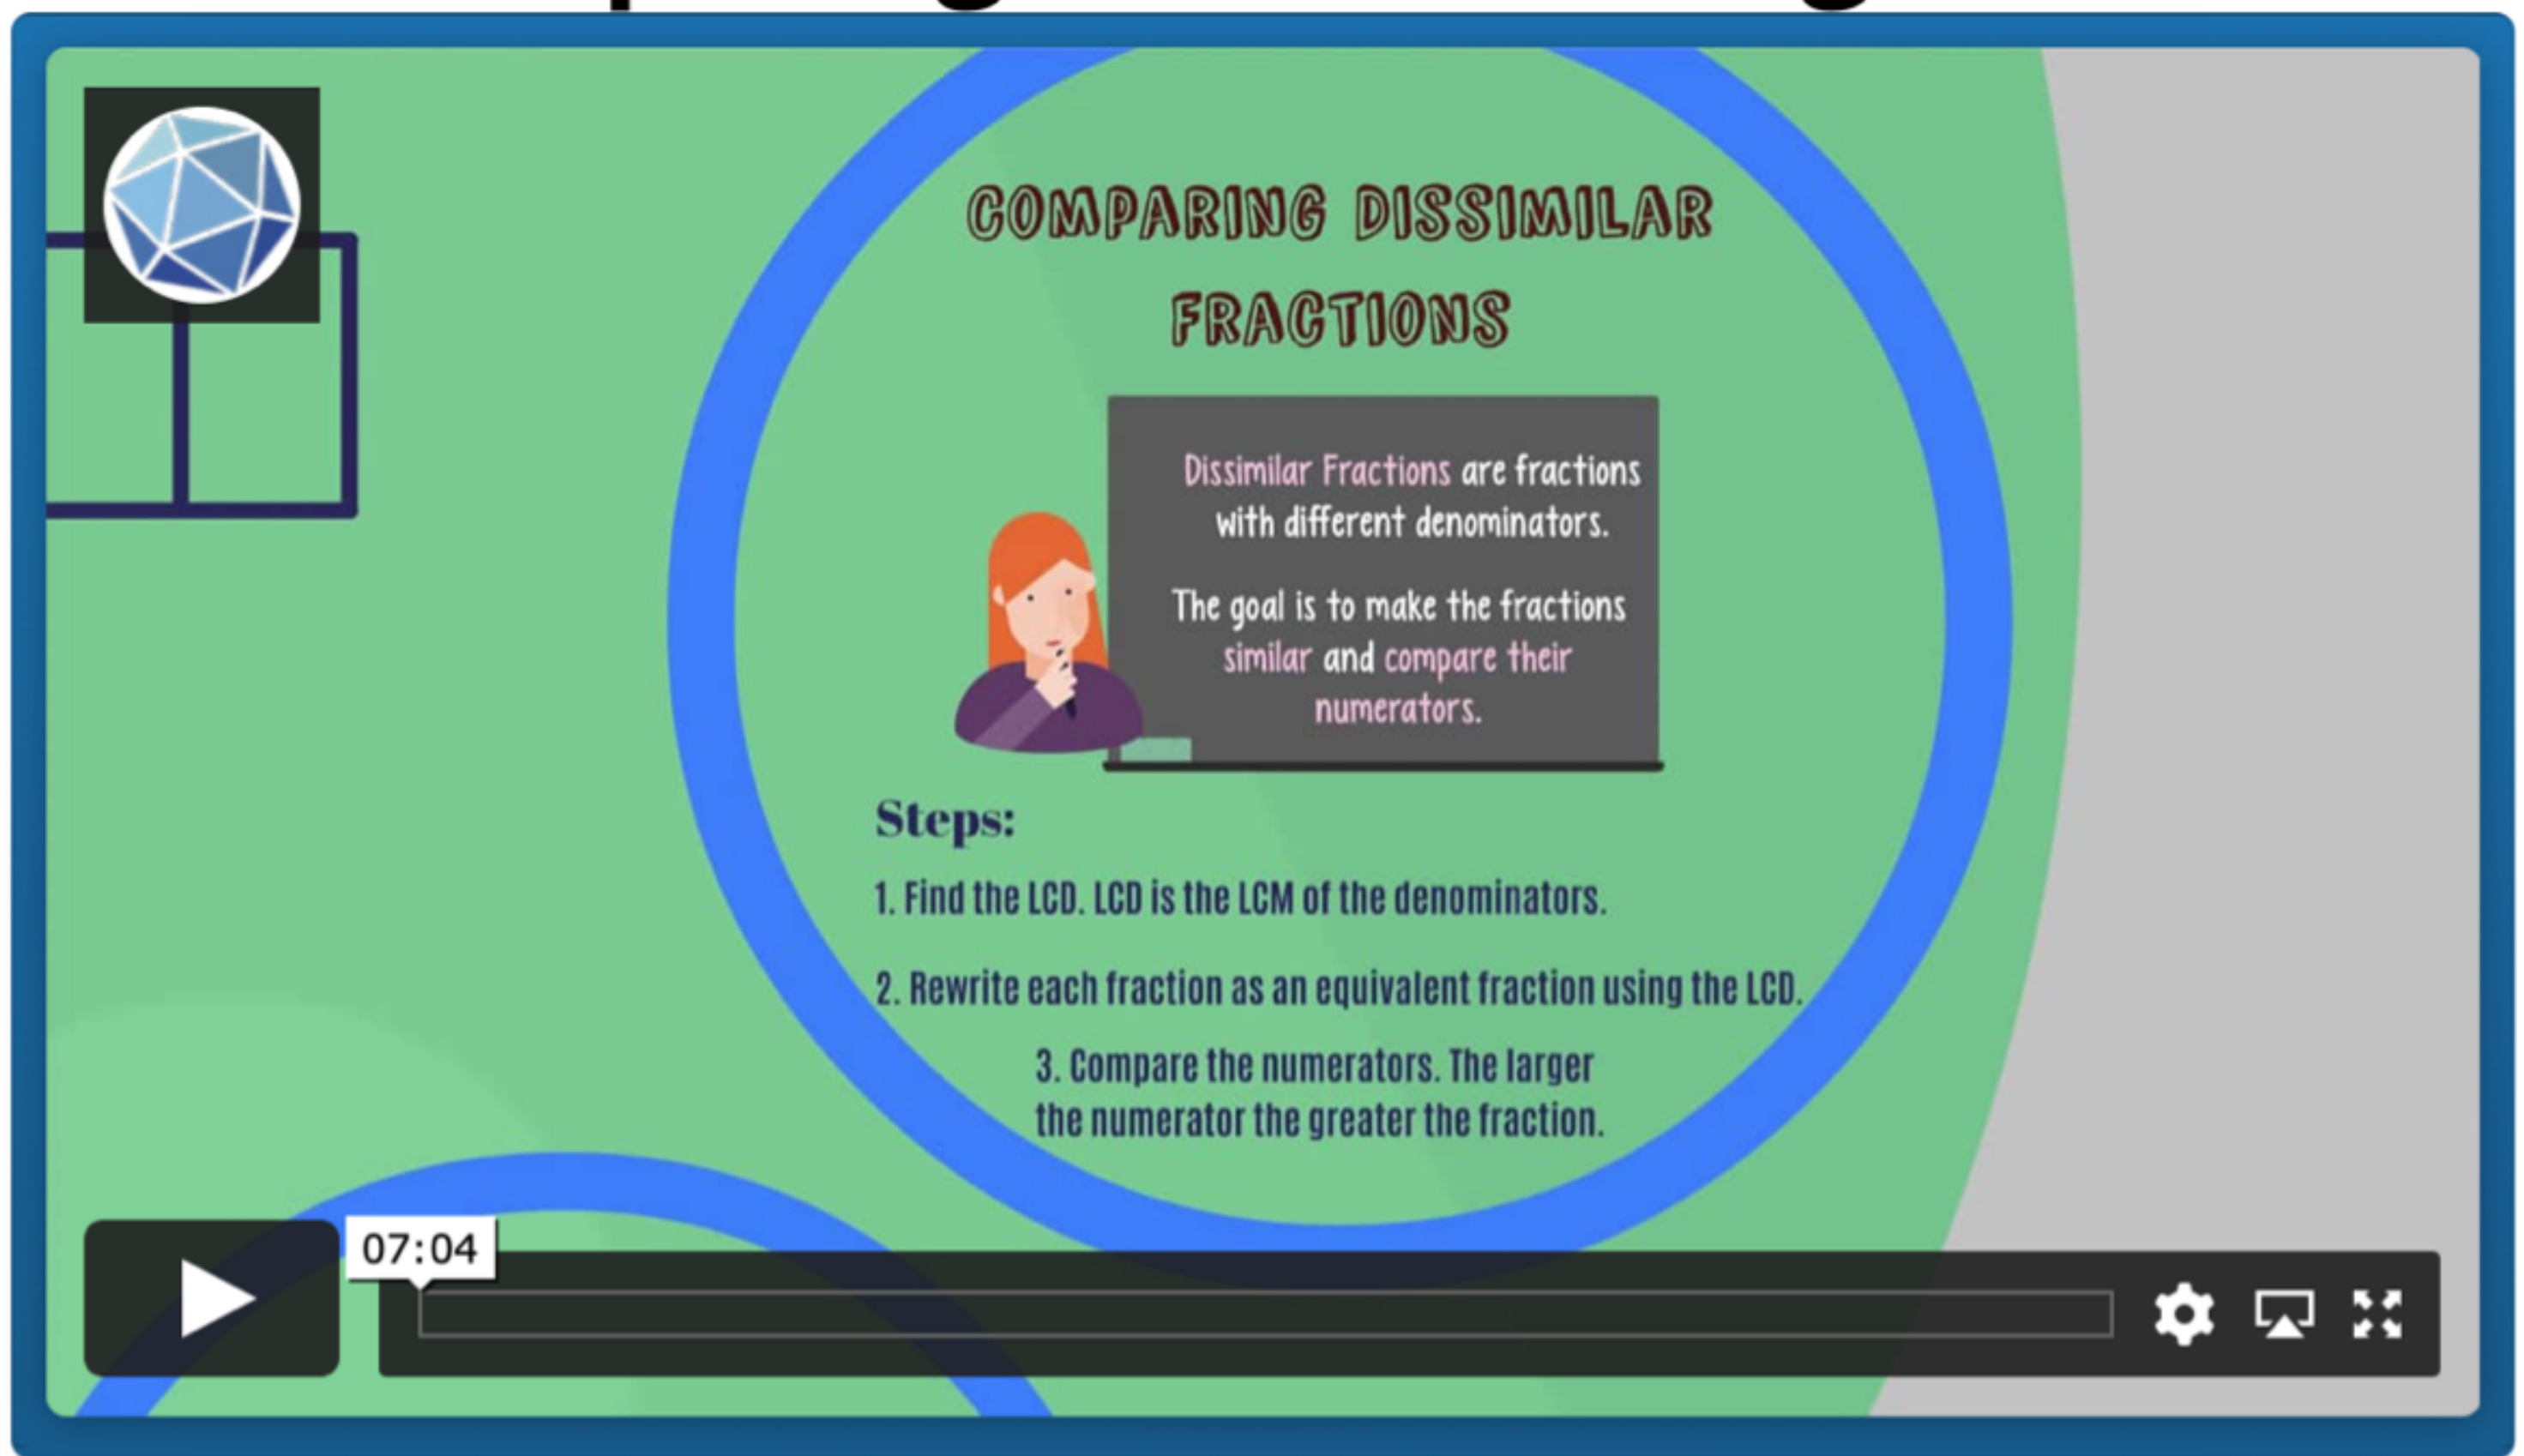 COMPARING DISSIMILAR
FRACTIONS
Dissimilar Fractions are fractions
with different denominators.
The goal is to make the fractions
similar and compare their
numerators.
Steps:
1. Find the LCD. LCD is the LCM of the denominators.
2. Rewrite each fraction as an equivalent fraction using the LCD.
3. Compare the numerators. The larger
the numerator the greater the fraction.
07:04